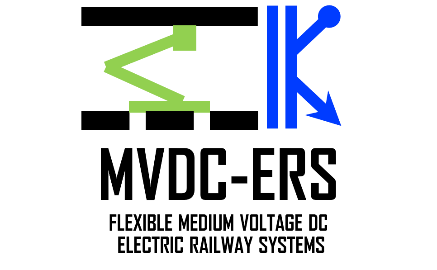 MVDC-ERS
FLEXIBLE MEDIUM VOLTAGE DC
ELECTRIC RAILWAY SYSTEMS